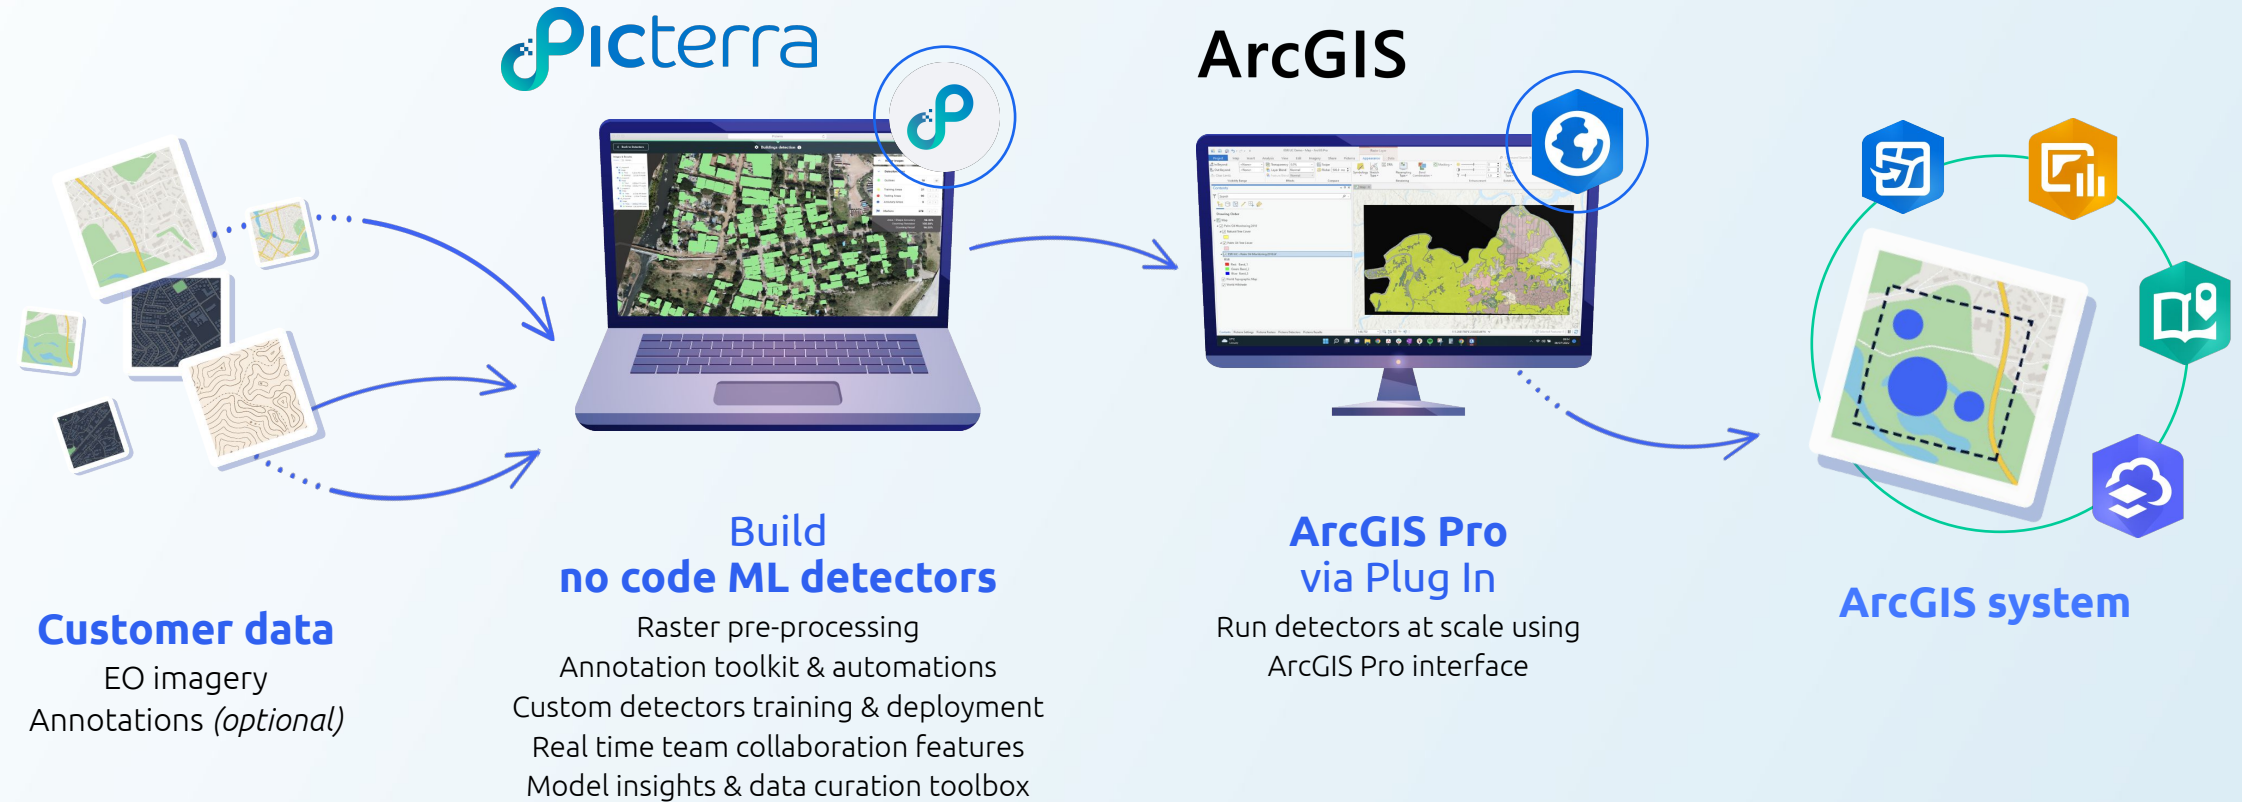 Picterra
ArcGIS
Buildings detection
Customer data
EO imagery
Annotations (optional)
Build
no code ML detectors
Raster pre-processing
Annotation toolkit & automations
Custom detectors training & deployment
Real time team collaboration features
Model insights & data curation toolbox
ArcGIS Pro
via Plug In
Run detectors at scale using
ArcGIS Pro interface
ArcGIS system